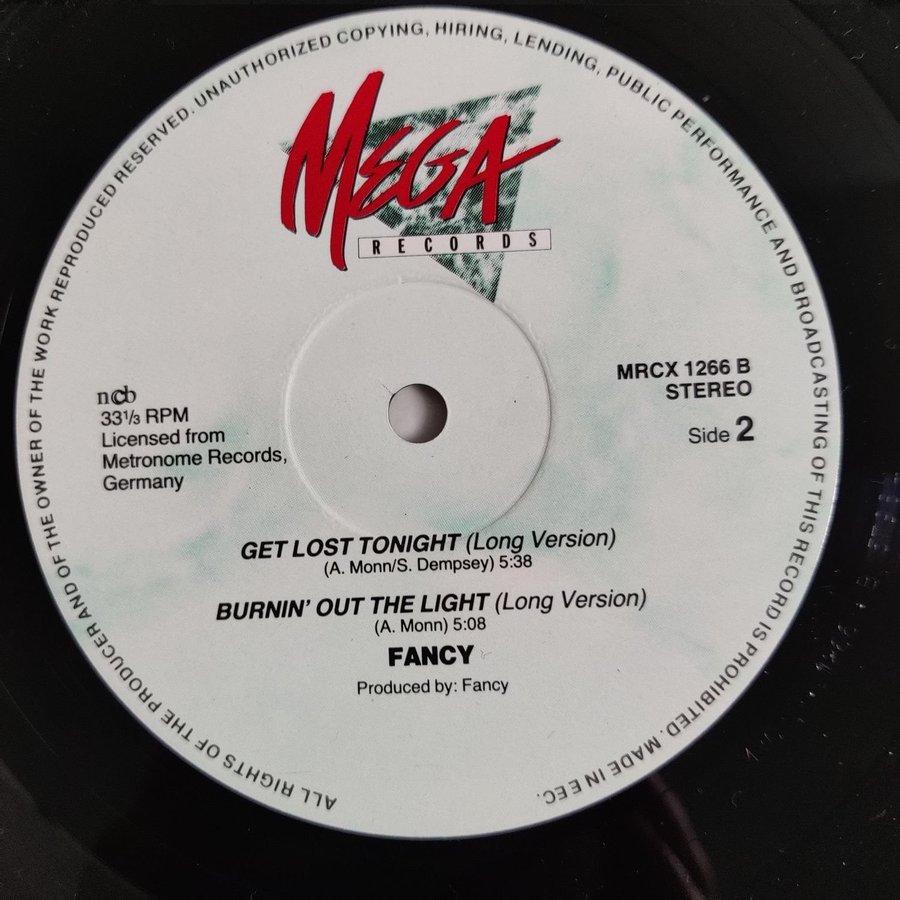 ALL RIGHTS OF THE PRODUCER AND OF THE OWNER OF THE WORK REPRODUCED RESERVED. UNAUTHORIZED COPYING, HIRING, LENDING, PUBLIC PERFORMANCE AND BROADCASTING OF THIS RECORD IS PROHIBITED. MADE IN EEC.
MEGA
RECORDS
ncb
33⅓ RPM
Licensed from
Metronome Records,
Germany
MRCX 1266 B
STEREO
Side 2
GET LOST TONIGHT (Long Version)
(A. Monn/S. Dempsey) 5:38
BURNIN' OUT THE LIGHT (Long Version)
(A. Monn) 5:08
FANCY
Produced by: Fancy